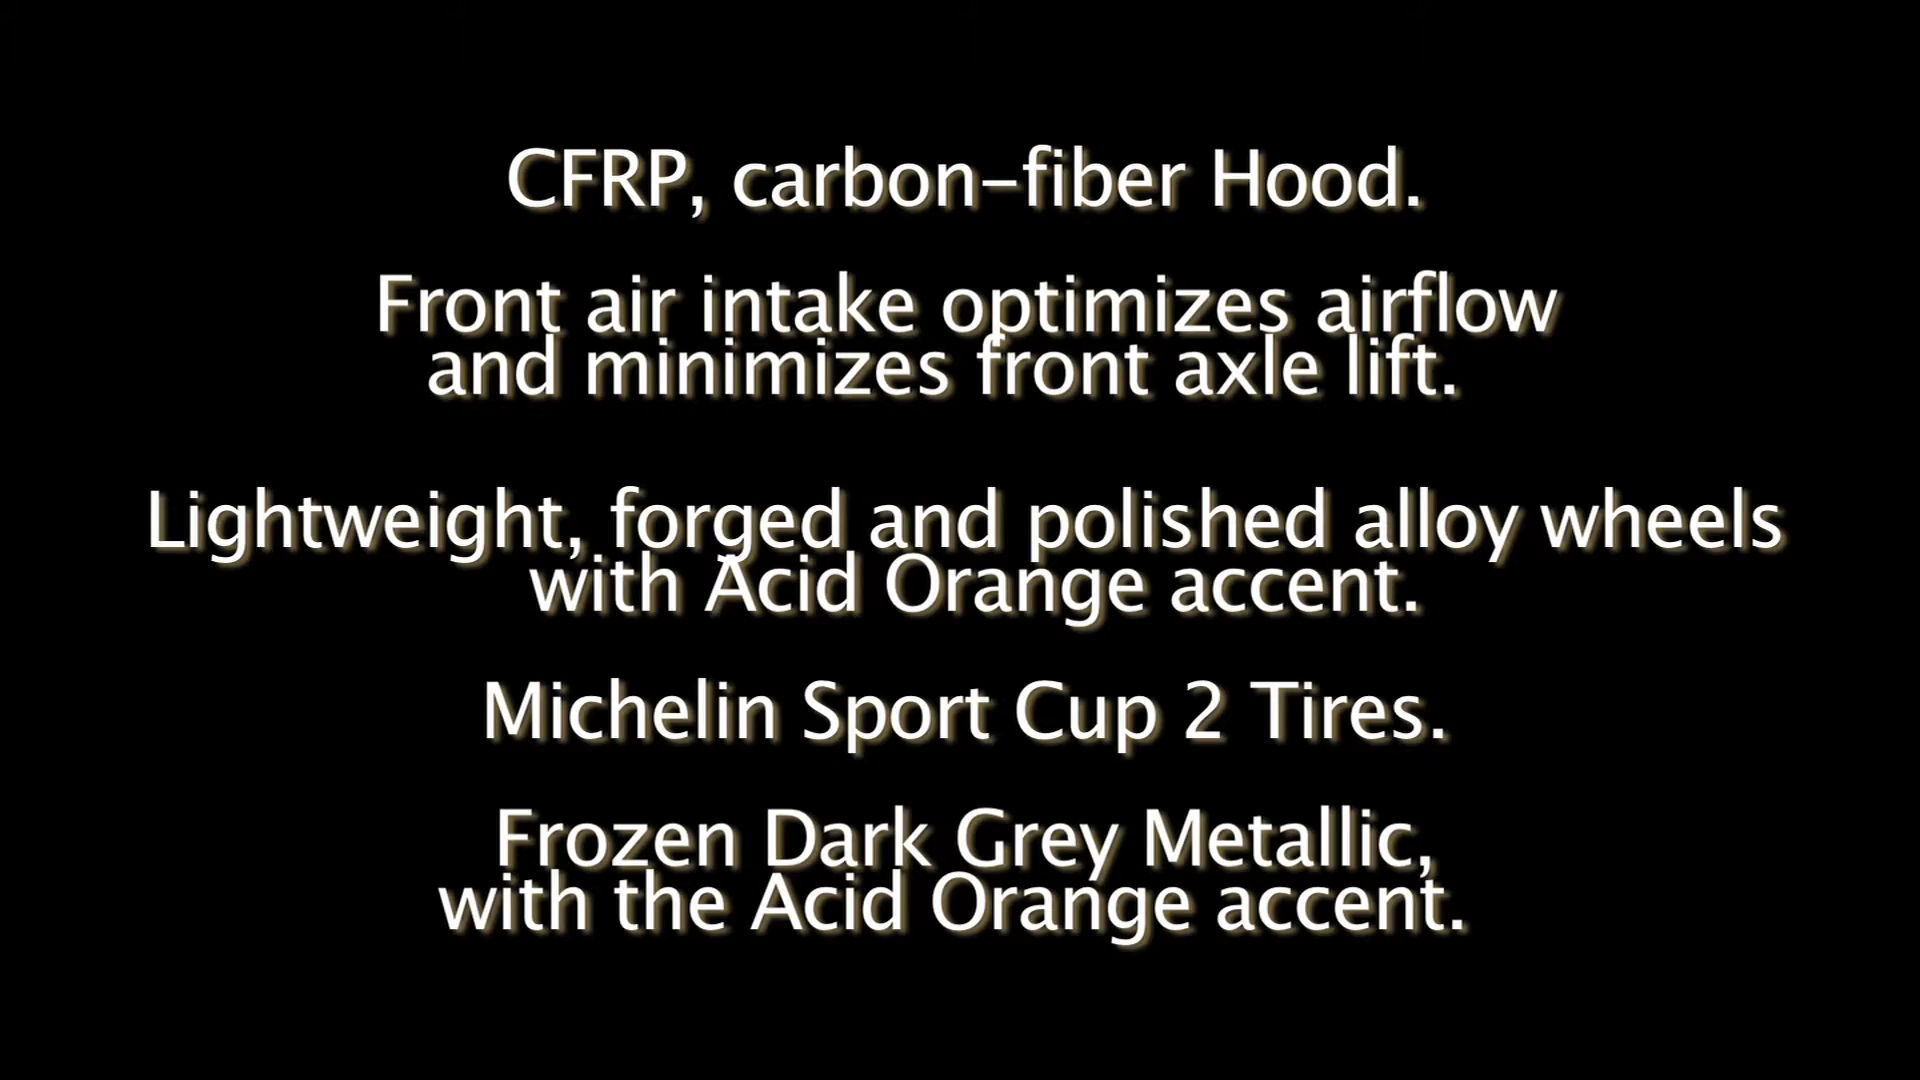 CFRP, carbon-fiber Hood.
Front air intake optimizes airflow
and minimizes front axle lift.
Lightweight, forged and polished alloy wheels
with Acid Orange accent.
Michelin Sport Cup 2 Tires.
Frozen Dark Grey Metallic,
with the Acid Orange accent.